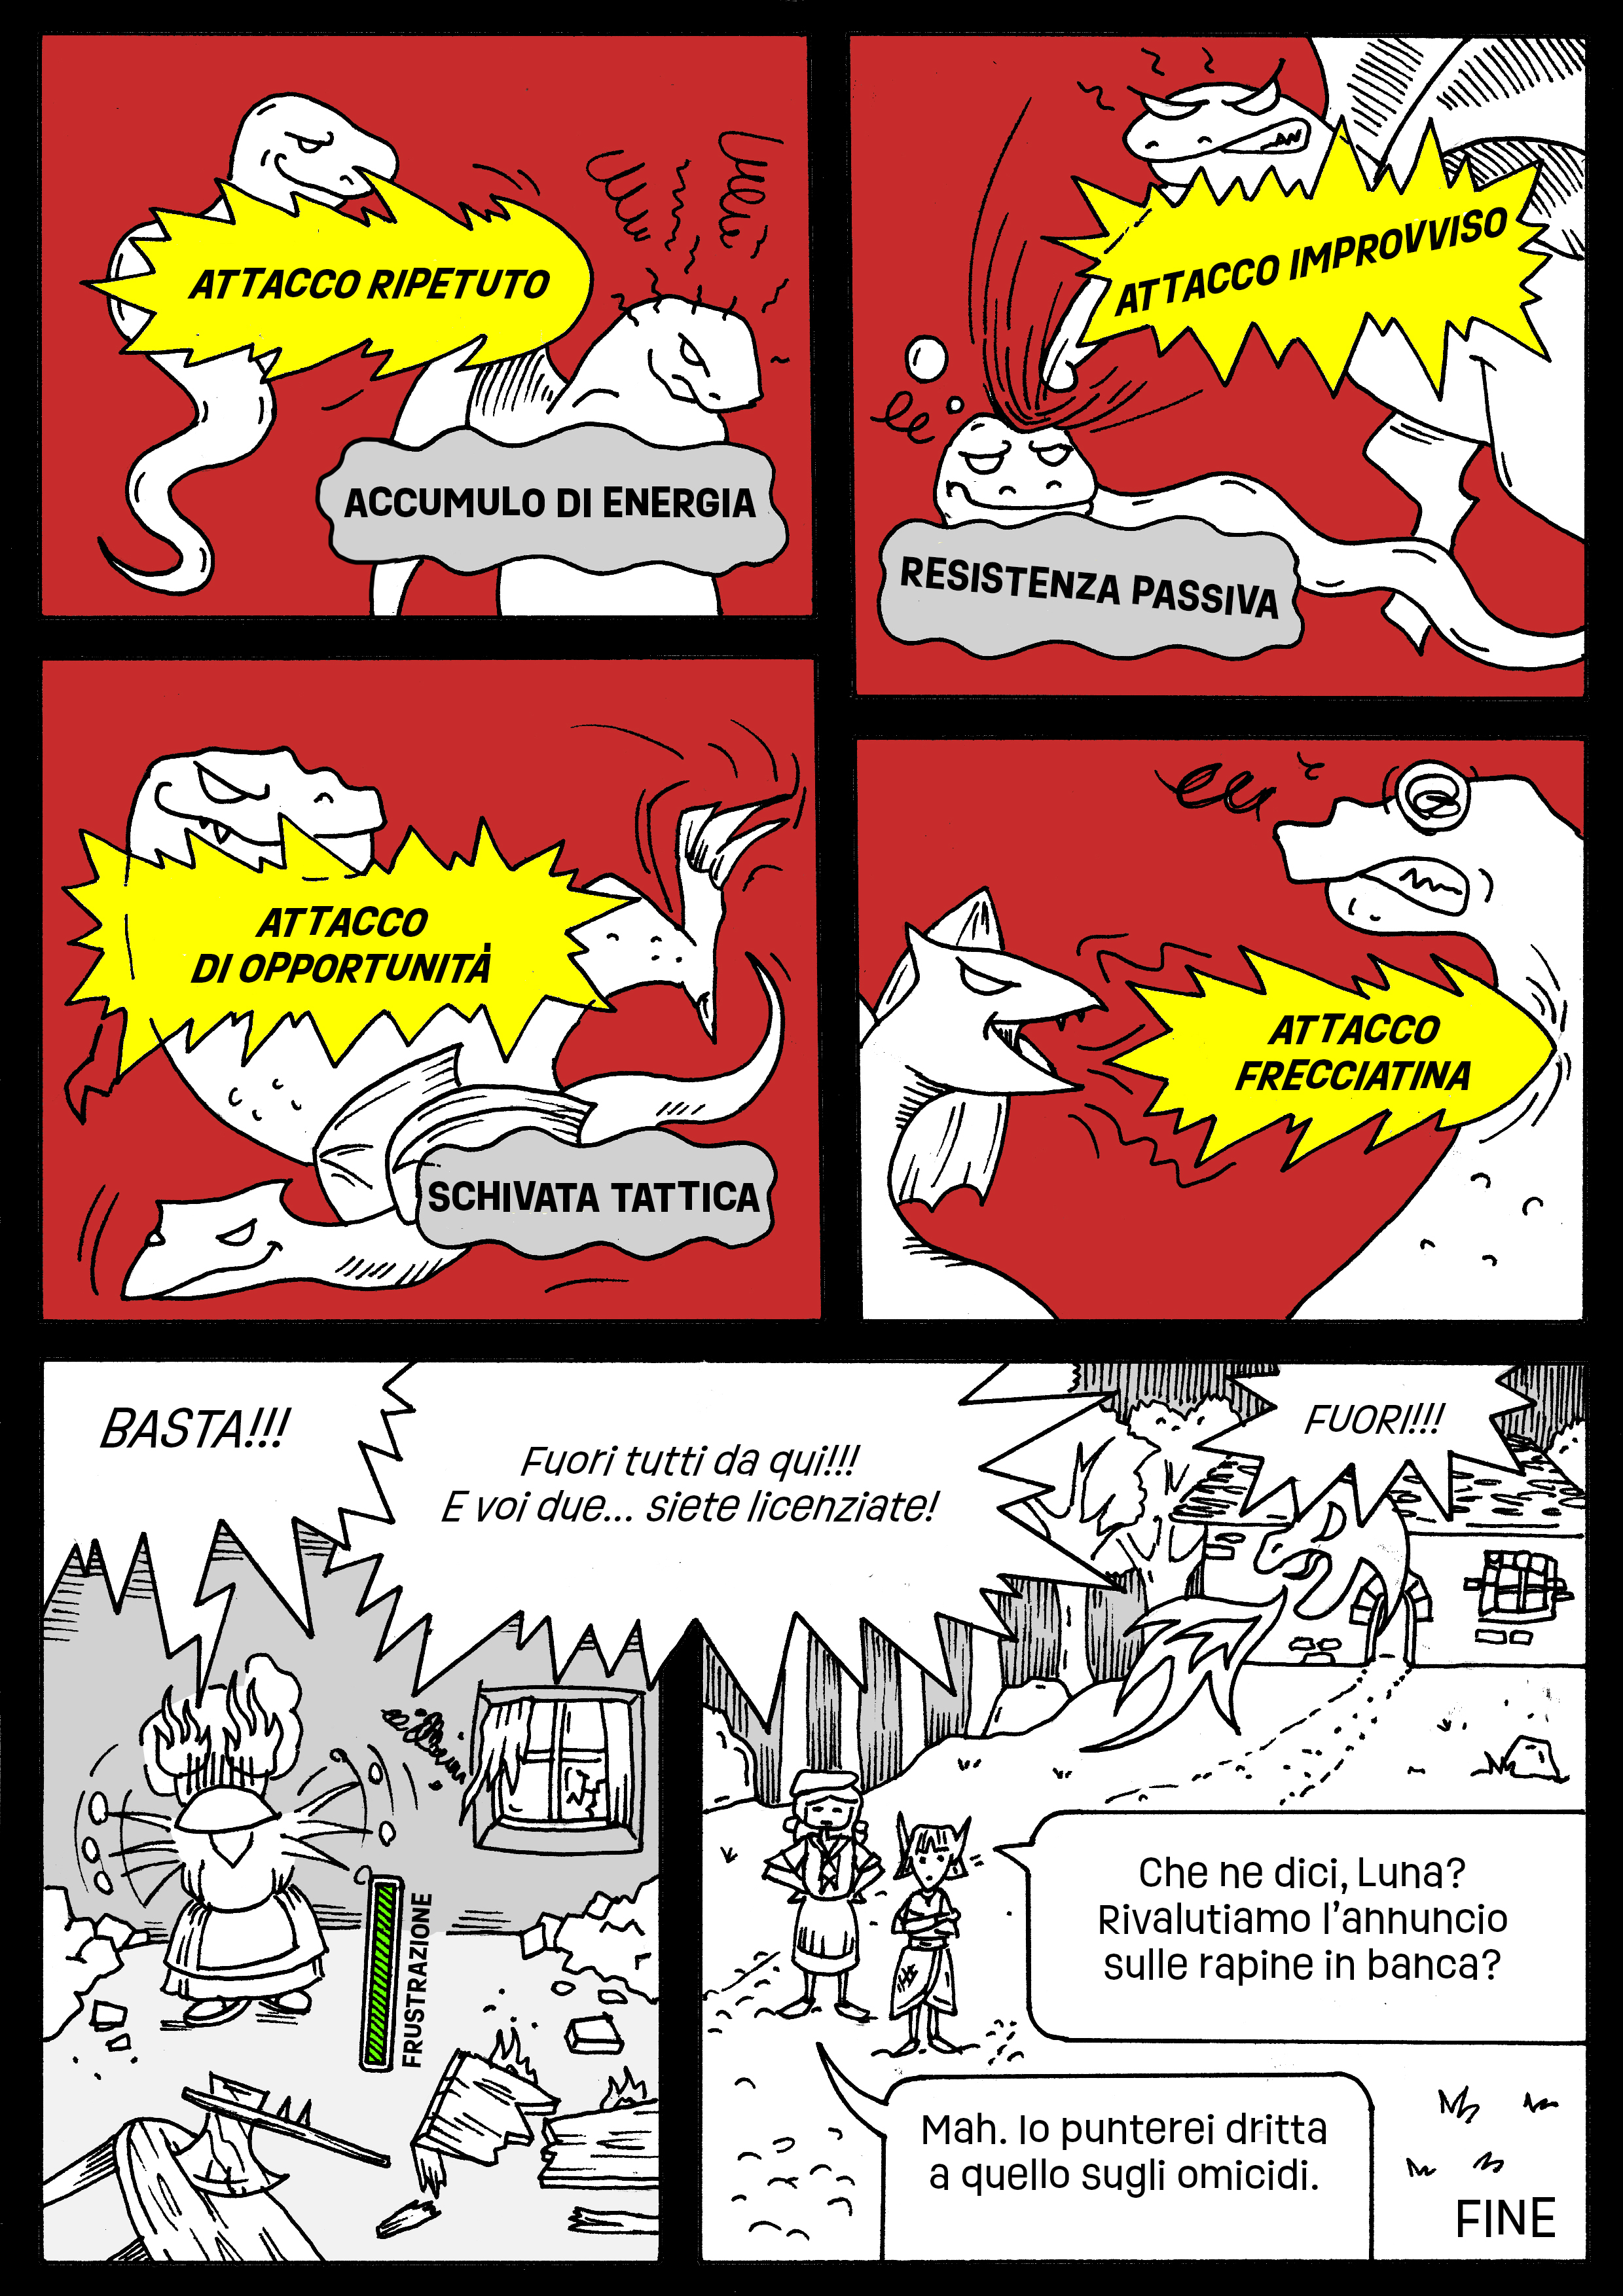 ATTACCO RIPETUTO
ACCUMULO DI ENERGIA
ATTACCO IMPROVVISO
RESISTENZA PASSIVA
ATTACCO
DI OPPORTUNITÀ
SCHIVATA TATTICA
ATTACCO
FRECCIATINA
BASTA!!!
Fuori tutti da qui!!!
E voi due... siete licenziate!
FRUSTRAZIONE
FUORI!!!
Che ne dici, Luna?
Rivalutiamo l'annuncio
sulle rapine in banca?
Mah. Io punterei dritta
a quello sugli omicidi.
FINE